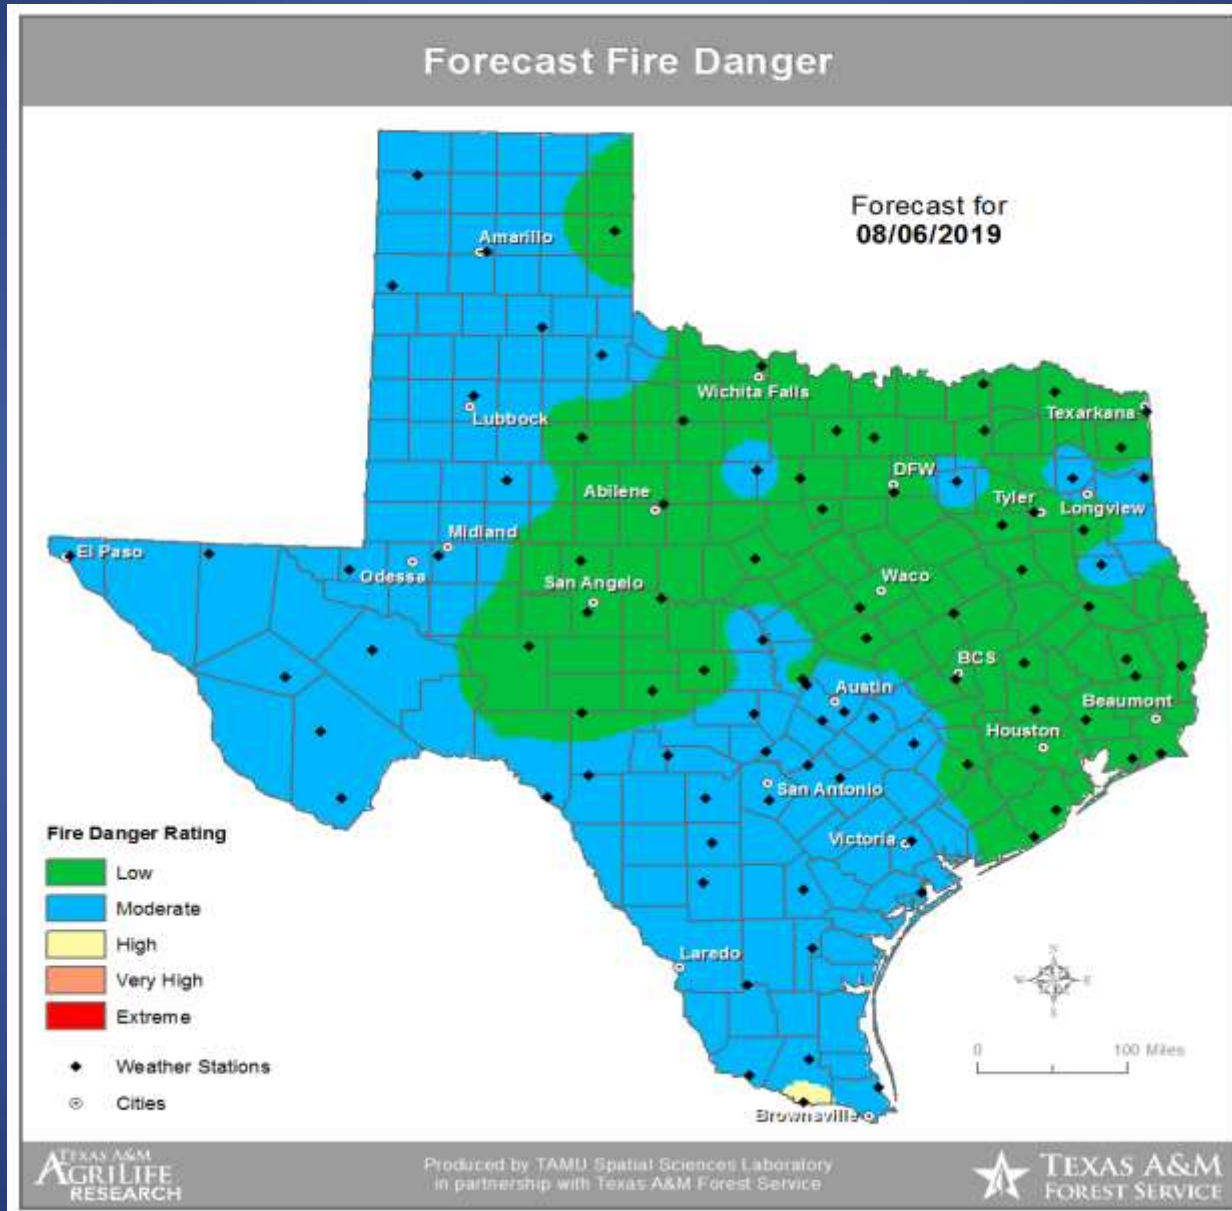 Forecast Fire Danger
Forecast for
08/06/2019
Amarillo
Wichita Falls
Lubbock
Texarkana
DFW
Abilene
Tyler
Longview
Midland
El Paso
Odessa
San Angelo
Waco
BCS
Austin
Beaumont
Houston
San Antonio
Victoria
Laredo
Brownsville
Fire Danger Rating
Low
Moderate
High
Very High
Extreme
Weather Stations
Cities
N
W
E
S
0 100 Miles
TEXAS A&M
AGRILIFE
RESEARCH
Produced by TAMU Spatial Sciences Laboratory
in partnership with Texas A&M Forest Service
TEXAS A&M
FOREST SERVICE